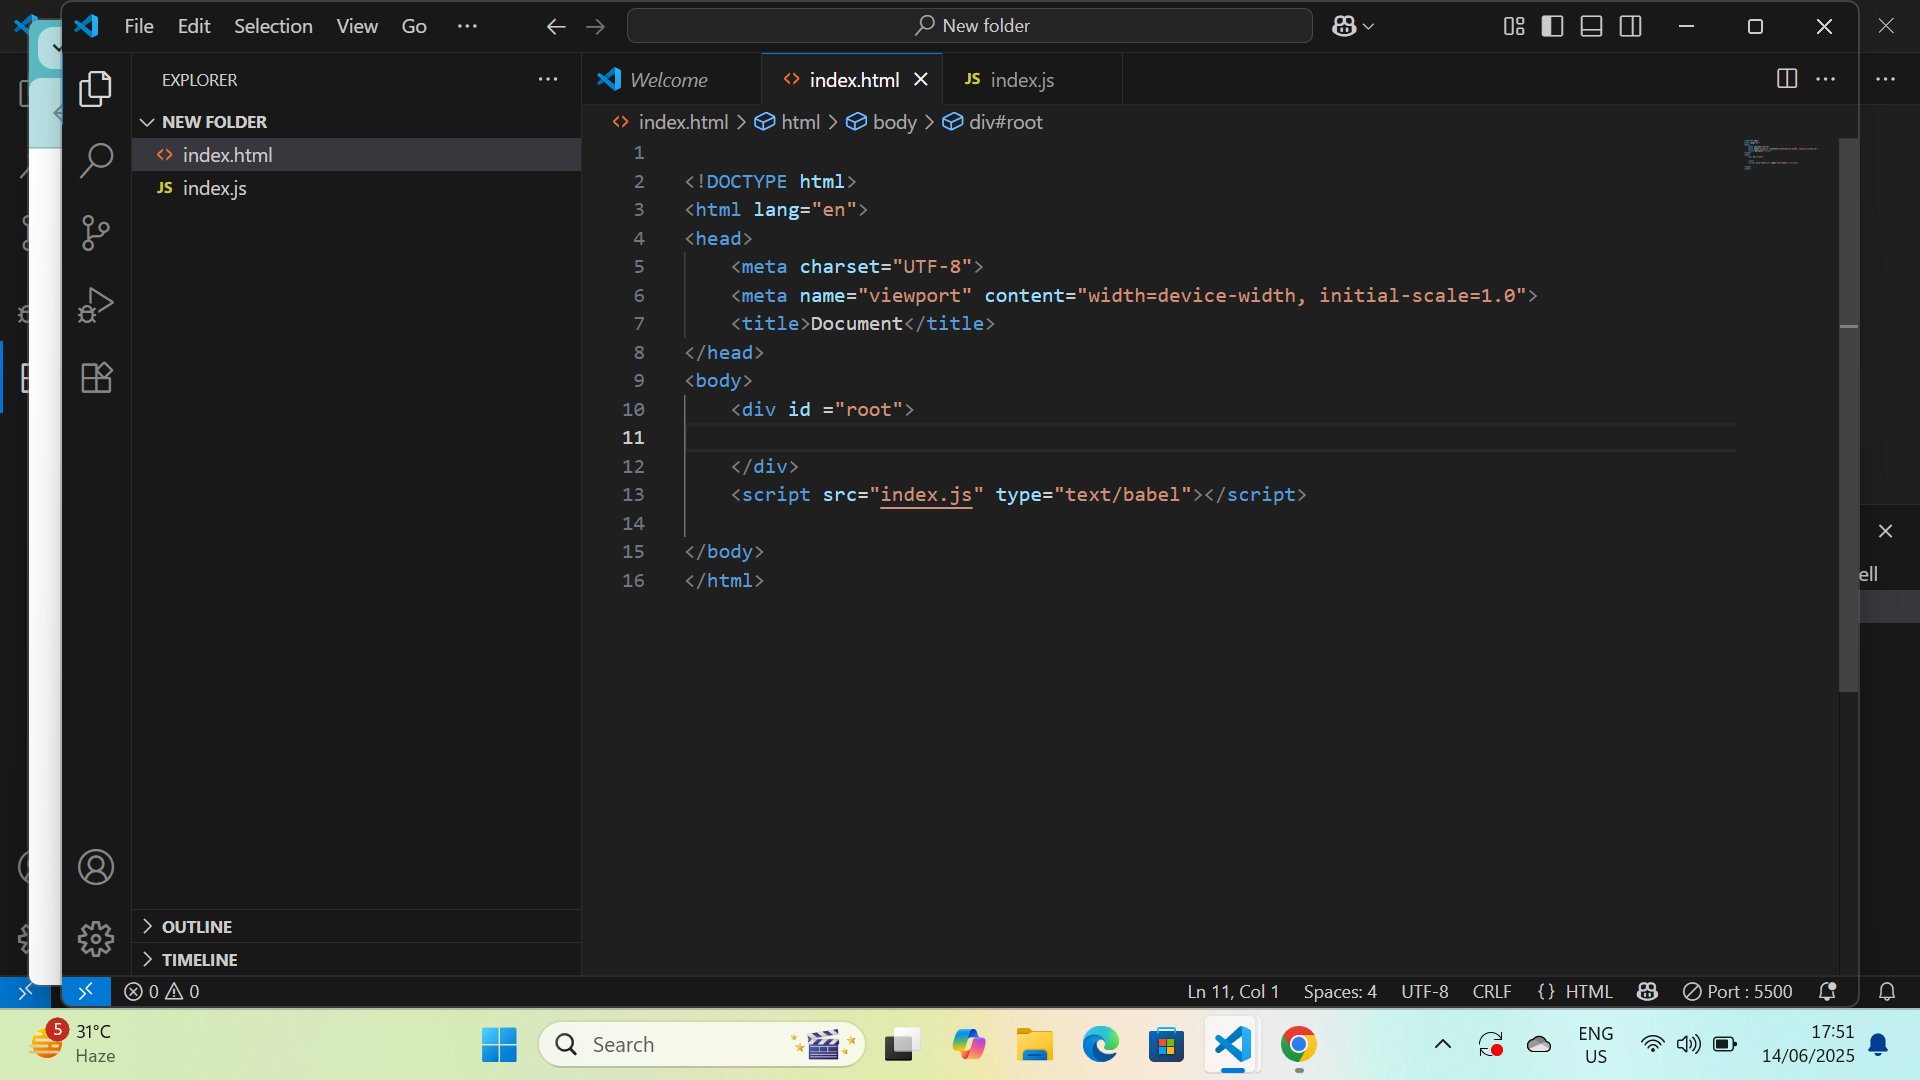 File Edit Selection View Go ··· New folder
EXPLORER
NEW FOLDER
index.html
JS index.js
OUTLINE
TIMELINE
Welcome index.html JS index.js
index.html > html > body > div#root
1
2 <!DOCTYPE html>
3 <html lang="en">
4 <head>
5 <meta charset="UTF-8">
6 <meta name="viewport" content="width=device-width, initial-scale=1.0">
7 <title>Document</title>
8 </head>
9 <body>
10 <div id ="root">
11
12 </div>
13 <script src="index.js" type="text/babel"></script>
14
15 </body>
16 </html>
ell
0 0 Ln 11, Col 1 Spaces: 4 UTF-8 CRLF {} HTML Port : 5500
5 31°C
Haze
Search
ENG
US
17:51
14/06/2025